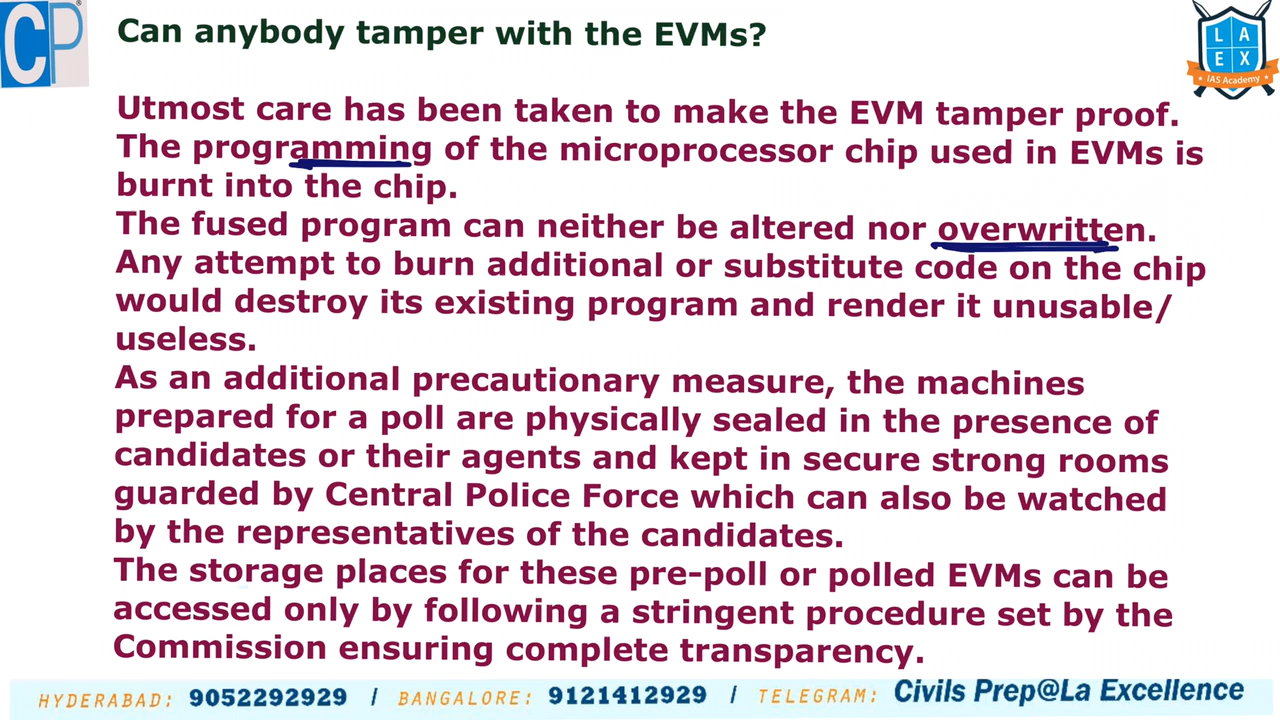 CP®
Can anybody tamper with the EVMs?
L A
E X
IAS Academy
Utmost care has been taken to make the EVM tamper proof.
The programming of the microprocessor chip used in EVMs is
burnt into the chip.
The fused program can neither be altered nor overwritten.
Any attempt to burn additional or substitute code on the chip
would destroy its existing program and render it unusable/
useless.
As an additional precautionary measure, the machines
prepared for a poll are physically sealed in the presence of
candidates or their agents and kept in secure strong rooms
guarded by Central Police Force which can also be watched
by the representatives of the candidates.
The storage places for these pre-poll or polled EVMs can be
accessed only by following a stringent procedure set by the
Commission ensuring complete transparency.
HYDERABAD: 9052292929 / BANGALORE: 9121412929 / TELEGRAM: Civils Prep@La Excellence